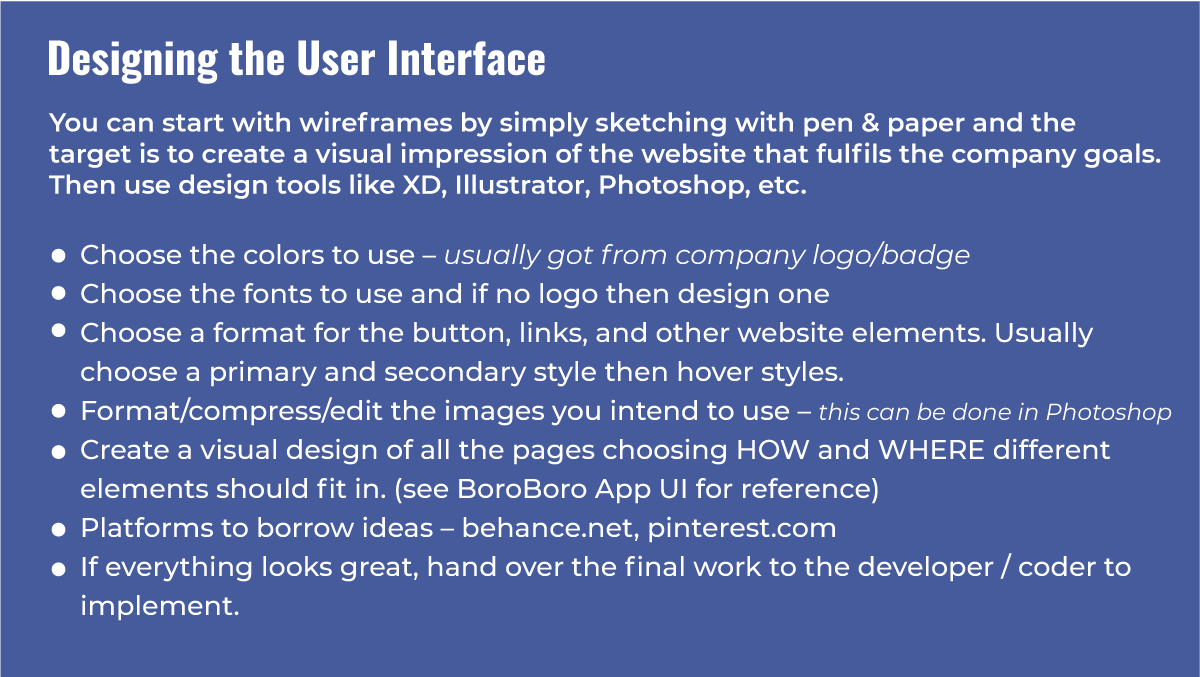 Designing the User Interface
You can start with wireframes by simply sketching with pen & paper and the
target is to create a visual impression of the website that fulfils the company goals.
Then use design tools like XD, Illustrator, Photoshop, etc.
● Choose the colors to use – usually got from company logo/badge
● Choose the fonts to use and if no logo then design one
● Choose a format for the button, links, and other website elements. Usually
choose a primary and secondary style then hover styles.
● Format/compress/edit the images you intend to use – this can be done in Photoshop
● Create a visual design of all the pages choosing HOW and WHERE different
elements should fit in. (see BoroBoro App UI for reference)
● Platforms to borrow ideas – behance.net, pinterest.com
● If everything looks great, hand over the final work to the developer / coder to
implement.